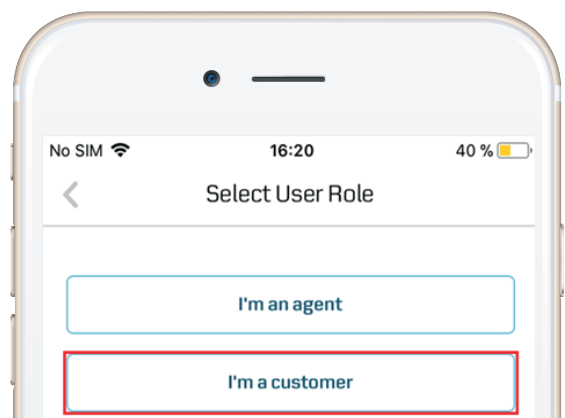 No SIM 16:20 40 %
Select User Role
I'm an agent
I'm a customer